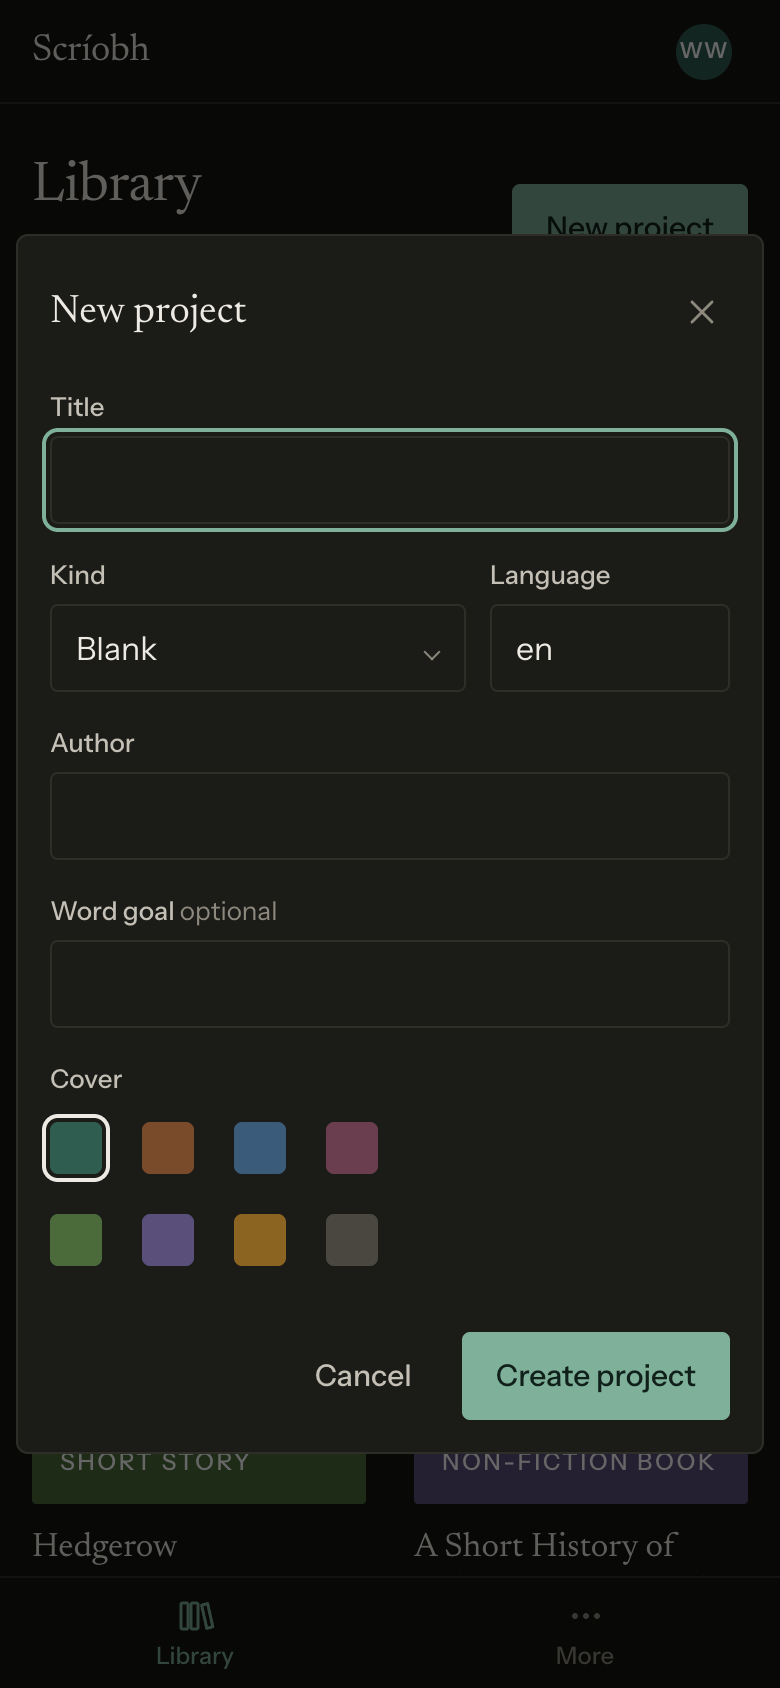 Scríobh
WW
Library
New project
New project
Title
Kind
Language
Blank
en
Author
Word goal optional
Cover
Cancel
Create project
SHORT STORY
NON-FICTION BOOK
Hedgerow
A Short History of
Library
More